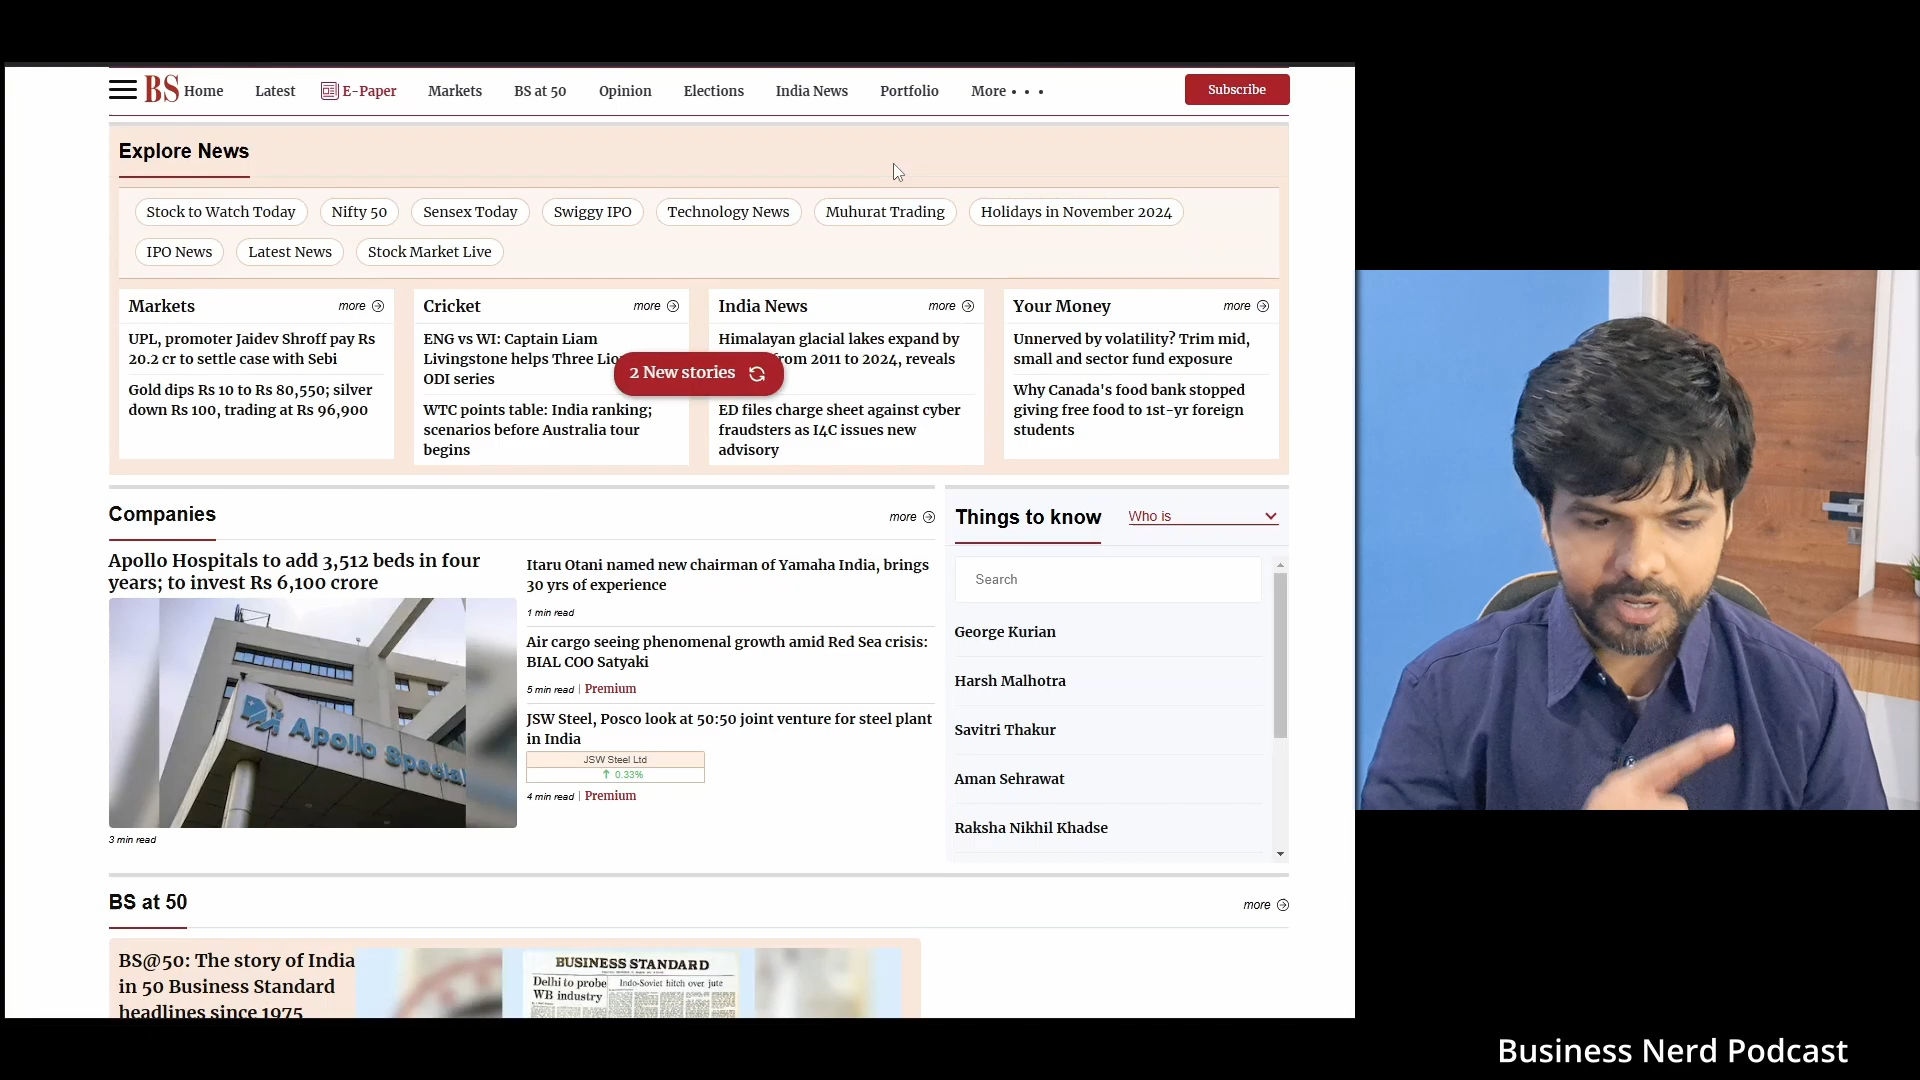 BS Home Latest E-Paper Markets BS at 50 Opinion Elections India News Portfolio More • • • Subscribe
Explore News
Stock to Watch Today Nifty 50 Sensex Today Swiggy IPO Technology News Muhurat Trading Holidays in November 2024
IPO News Latest News Stock Market Live
Markets more
UPL, promoter Jaidev Shroff pay Rs
20.2 cr to settle case with Sebi
Gold dips Rs 10 to Rs 80,550; silver
down Rs 100, trading at Rs 96,900
Cricket more
ENG vs WI: Captain Liam
Livingstone helps Three
ODI series
WTC points table: India ranking;
scenarios before Australia tour
begins
2 New stories
India News more
Himalayan glacial lakes expand by
from 2011 to 2024, reveals
ED files charge sheet against cyber
fraudsters as I4C issues new
advisory
Your Money more
Unnerved by volatility? Trim mid,
small and sector fund exposure
Why Canada's food bank stopped
giving free food to 1st-yr foreign
students
Companies more
Apollo Hospitals to add 3,512 beds in four
years; to invest Rs 6,100 crore
Apollo
3 min read
Itaru Otani named new chairman of Yamaha India, brings
30 yrs of experience
1 min read
Air cargo seeing phenomenal growth amid Red Sea crisis:
BIAL COO Satyaki
5 min read | Premium
JSW Steel, Posco look at 50:50 joint venture for steel plant
in India
JSW Steel Ltd
↑ 0.33%
4 min read | Premium
Things to know Who is
Search
George Kurian
Harsh Malhotra
Savitri Thakur
Aman Sehrawat
Raksha Nikhil Khadse
BS at 50 more
BS@50: The story of India
in 50 Business Standard
headlines since 1975
BUSINESS STANDARD
Delhi to probe
WB industry
Indo-Soviet hitch over jute
Business Nerd Podcast